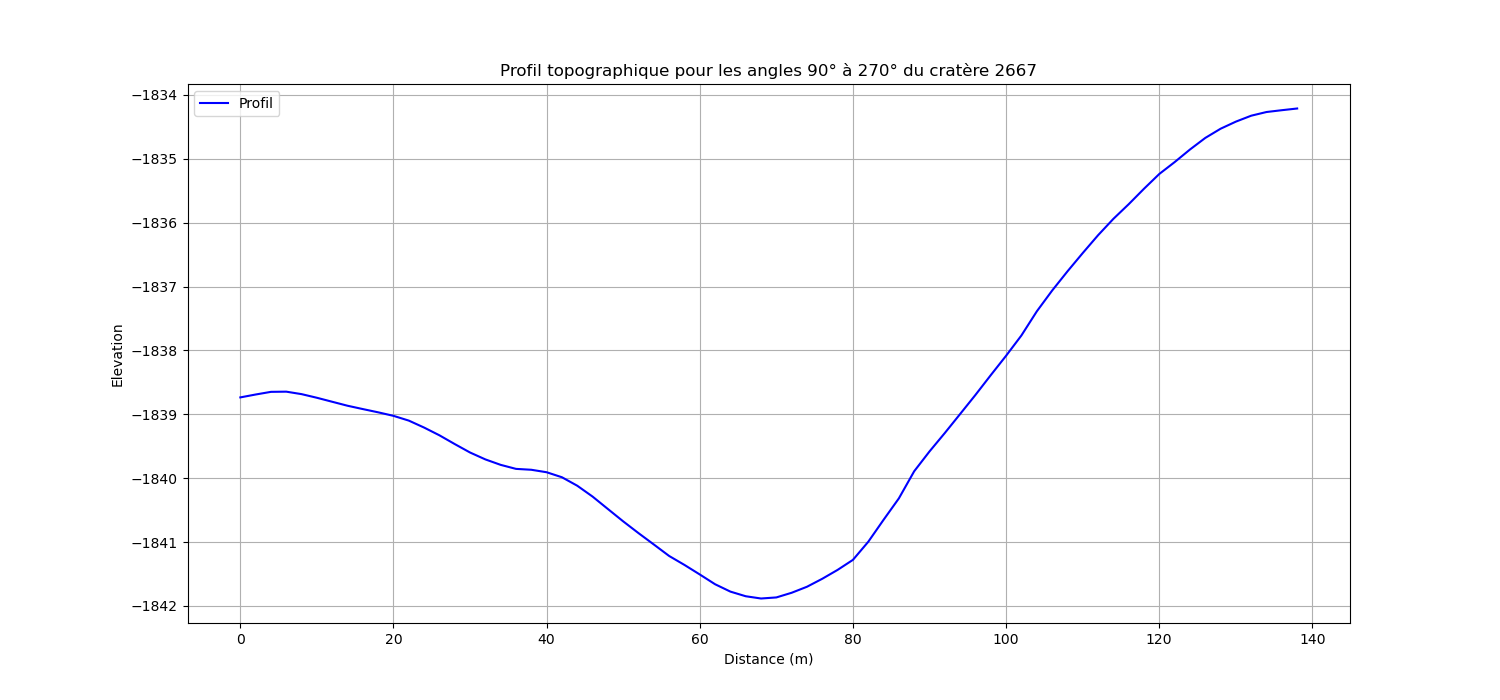 Profil topographique pour les angles 90° à 270° du cratère 2667
Profil
−1834
−1835
−1836
−1837
−1838
−1839
−1840
−1841
−1842
Elevation
0 20 40 60 80 100 120 140
Distance (m)